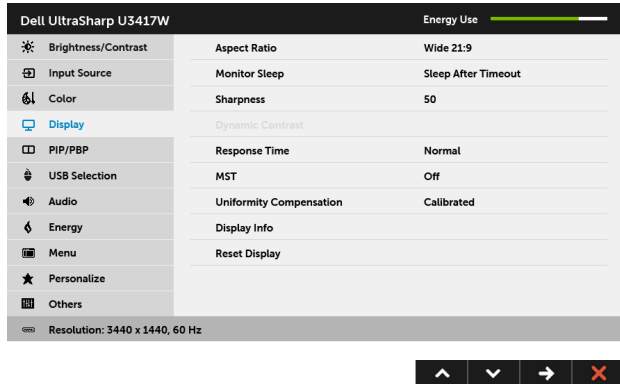 Dell UltraSharp U3417W Energy Use
Brightness/Contrast Aspect Ratio Wide 21:9
Input Source Monitor Sleep Sleep After Timeout
Color Sharpness 50
Display Dynamic Contrast
PIP/PBP Response Time Normal
USB Selection MST Off
Audio Uniformity Compensation Calibrated
Energy Display Info
Menu Reset Display
Personalize
Others
Resolution: 3440 x 1440, 60 Hz